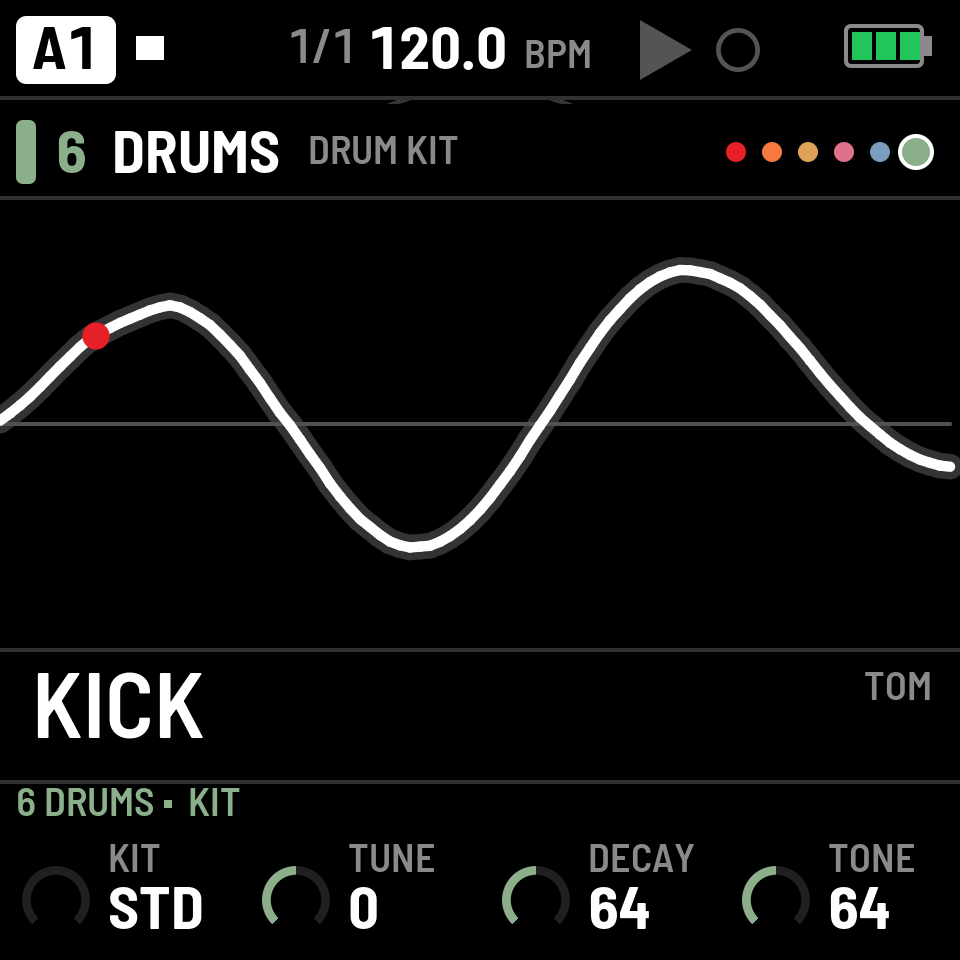 A1 1/1 120.0 BPM
6 DRUMS DRUM KIT
KICK TOM
6 DRUMS · KIT
KIT TUNE DECAY TONE
STD 0 64 64